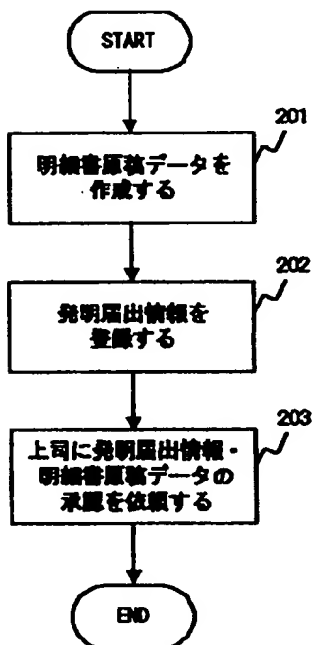 START
201
明細書原稿データを
作成する
202
発明届出情報を
登録する
203
上司に発明届出情報・
明細書原稿データの
承認を依頼する
END